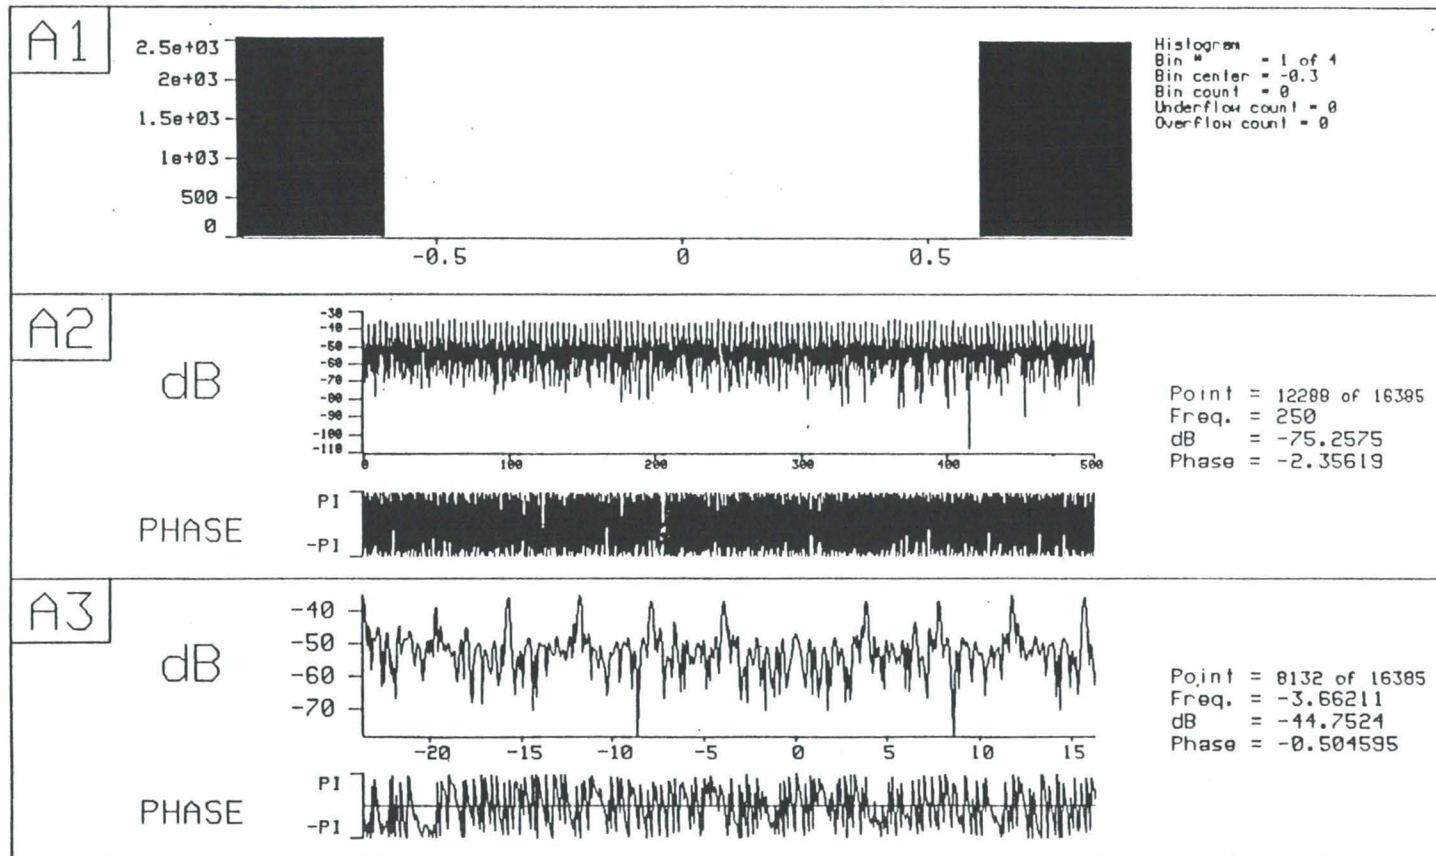 A1
2.5e+03
2e+03
1.5e+03
1e+03
500
0
-0.5 0 0.5
Histogram
Bin # = 1 of 4
Bin center = -0.3
Bin count = 0
Underflow count = 0
Overflow count = 0
A2
dB
-30
-40
-50
-60
-70
-80
-90
-100
-110
0 100 200 300 400 500
PHASE
PI
-PI
Point = 12288 of 16385
Freq. = 250
dB = -75.2575
Phase = -2.35619
A3
dB
-40
-50
-60
-70
-20 -15 -10 -5 0 5 10 15
PHASE
PI
-PI
Point = 8132 of 16385
Freq. = -3.66211
dB = -44.7524
Phase = -0.504595